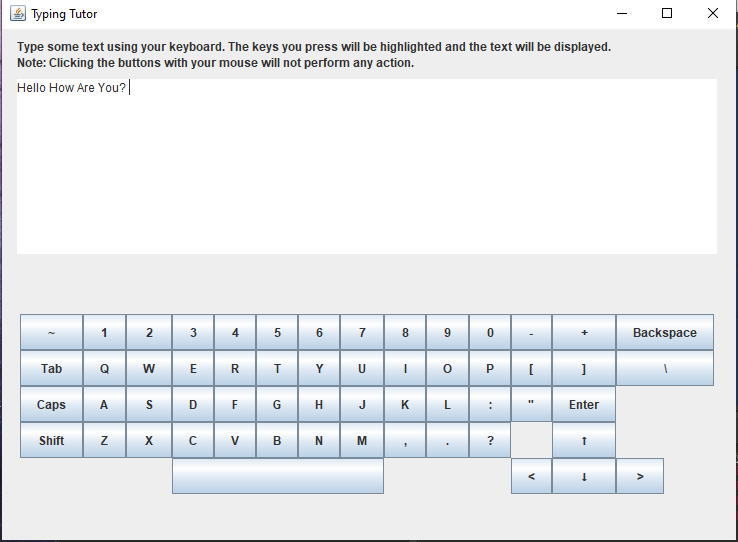 Typing Tutor
Type some text using your keyboard. The keys you press will be highlighted and the text will be displayed.
Note: Clicking the buttons with your mouse will not perform any action.
Hello How Are You?
~ 1 2 3 4 5 6 7 8 9 0 - + Backspace
Tab Q W E R T Y U I O P [ ] \
Caps A S D F G H J K L : " Enter
Shift Z X C V B N M , . ? ↑
< ↓ >